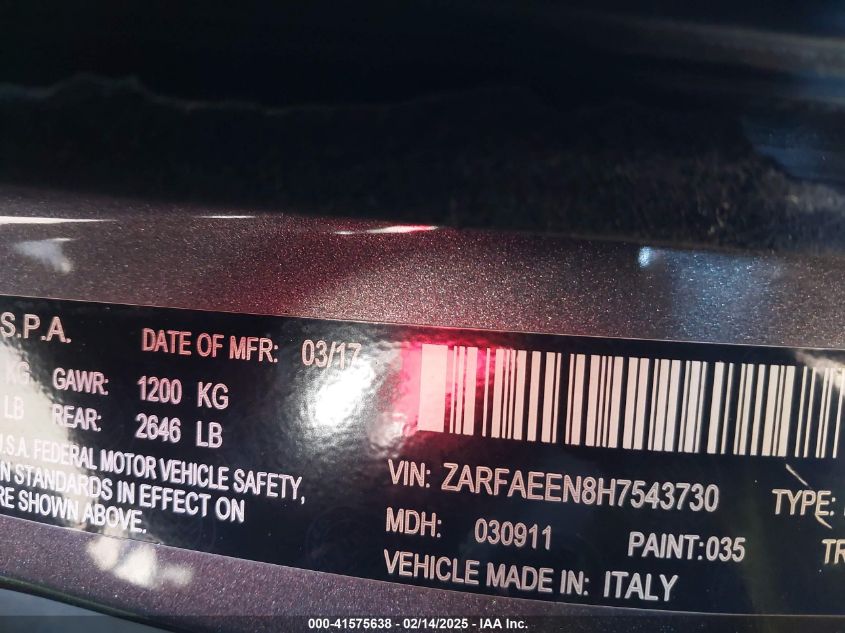 S.P.A.
DATE OF MFR: 03/17
KG GAWR: 1200 KG
LB REAR: 2646 LB
U.S.A. FEDERAL MOTOR VEHICLE SAFETY,
N STANDARDS IN EFFECT ON
RE SHOWN ABOVE.
VIN: ZARFAEEN8H7543730
TYPE:
MDH: 030911
PAINT:035
TR
VEHICLE MADE IN: ITALY
000-41575638 - 02/14/2025 - IAA Inc.